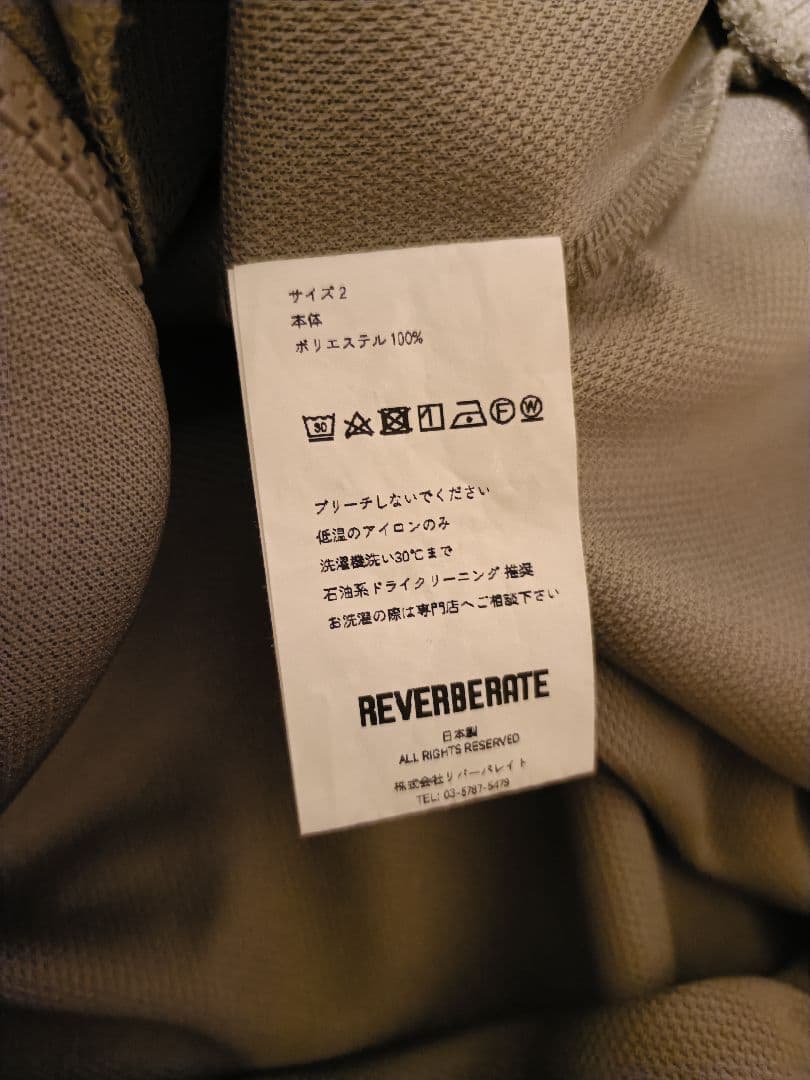 サイズ2
本体
ポリエステル100%
30 F W
ブリーチしないでください
低温のアイロンのみ
洗濯機洗い30℃まで
石油系ドライクリーニング 推奨
お洗濯の際は専門店へご相談下さい
REVERBERATE
日本製
ALL RIGHTS RESERVED
株式会社リバーバレイト
TEL: 03-5787-5479